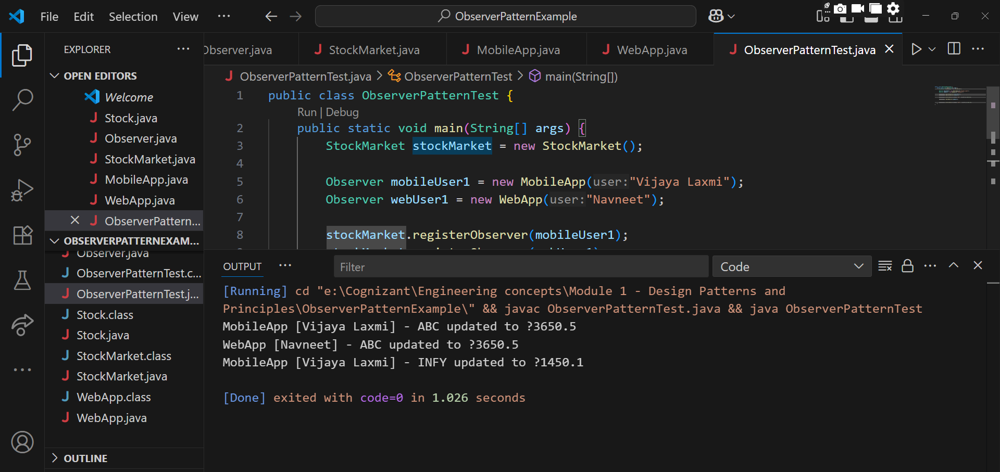 File Edit Selection View ··· ObserverPatternExample
EXPLORER ···
OPEN EDITORS
Welcome
Stock.java
Observer.java
StockMarket.java
MobileApp.java
WebApp.java
ObserverPattern...
OBSERVERPATTERNEXAM...
Observer.java
ObserverPatternTest.c...
ObserverPatternTest.j...
Stock.class
Stock.java
StockMarket.class
StockMarket.java
WebApp.class
WebApp.java
OUTLINE
Observer.java StockMarket.java MobileApp.java WebApp.java ObserverPatternTest.java
ObserverPatternTest.java > ObserverPatternTest > main(String[])
1 public class ObserverPatternTest {
Run | Debug
2 public static void main(String[] args) {
3 StockMarket stockMarket = new StockMarket();
4
5 Observer mobileUser1 = new MobileApp(user:"Vijaya Laxmi");
6 Observer webUser1 = new WebApp(user:"Navneet");
7
8 stockMarket.registerObserver(mobileUser1);
OUTPUT ··· Filter Code
[Running] cd "e:\Cognizant\Engineering concepts\Module 1 - Design Patterns and
Principles\ObserverPatternExample\" && javac ObserverPatternTest.java && java ObserverPatternTest
MobileApp [Vijaya Laxmi] - ABC updated to ?3650.5
WebApp [Navneet] - ABC updated to ?3650.5
MobileApp [Vijaya Laxmi] - INFY updated to ?1450.1
[Done] exited with code=0 in 1.026 seconds